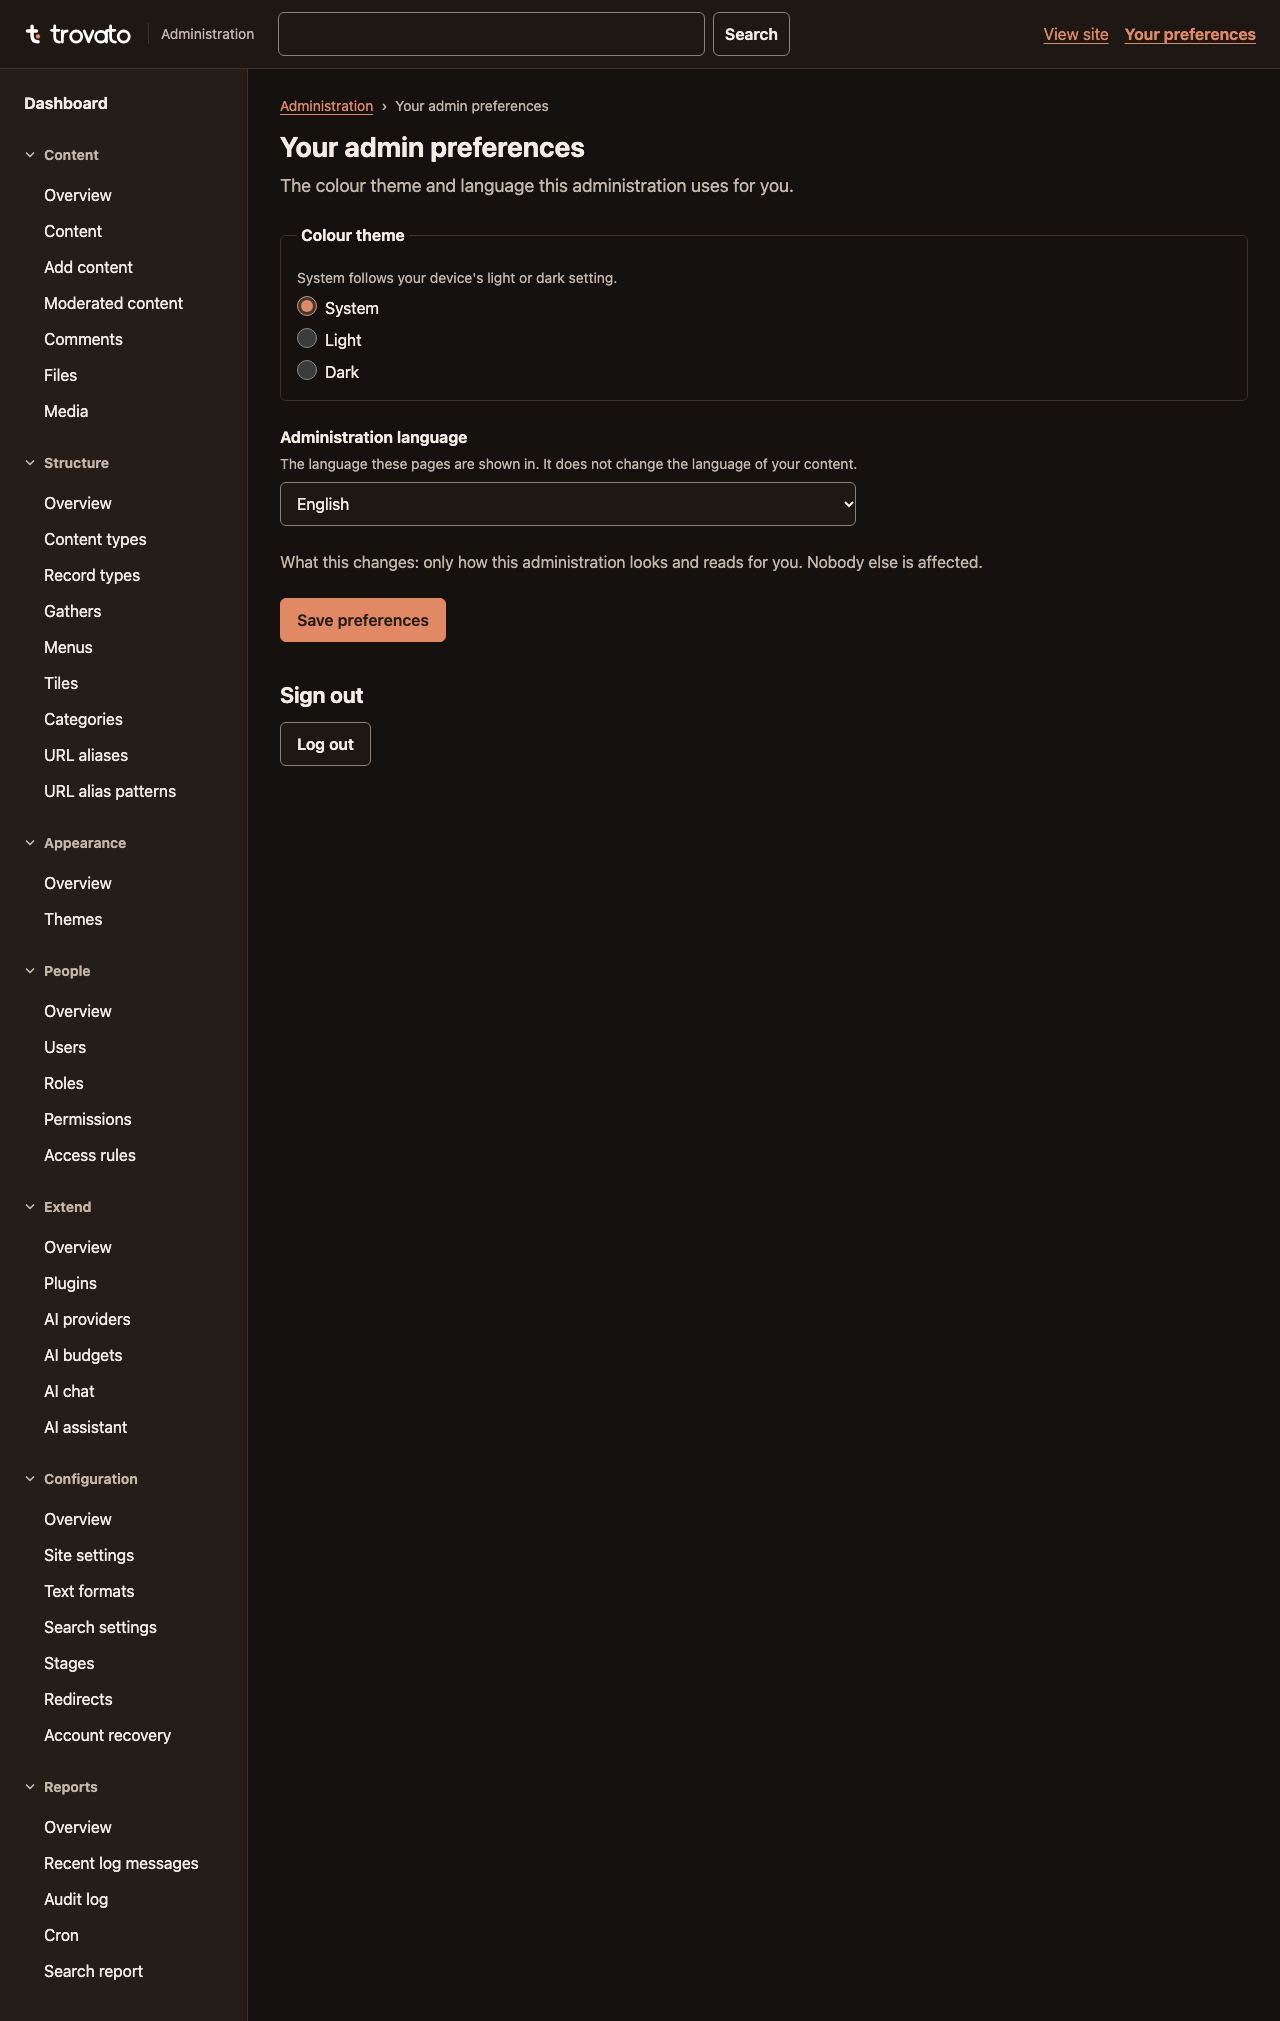 trovato
Administration
Search
View site
Your preferences
Dashboard
Content
Overview
Content
Add content
Moderated content
Comments
Files
Media
Structure
Overview
Content types
Record types
Gathers
Menus
Tiles
Categories
URL aliases
URL alias patterns
Appearance
Overview
Themes
People
Overview
Users
Roles
Permissions
Access rules
Extend
Overview
Plugins
AI providers
AI budgets
AI chat
AI assistant
Configuration
Overview
Site settings
Text formats
Search settings
Stages
Redirects
Account recovery
Reports
Overview
Recent log messages
Audit log
Cron
Search report
Administration › Your admin preferences
Your admin preferences
The colour theme and language this administration uses for you.
Colour theme
System follows your device's light or dark setting.
System
Light
Dark
Administration language
The language these pages are shown in. It does not change the language of your content.
English
What this changes: only how this administration looks and reads for you. Nobody else is affected.
Save preferences
Sign out
Log out